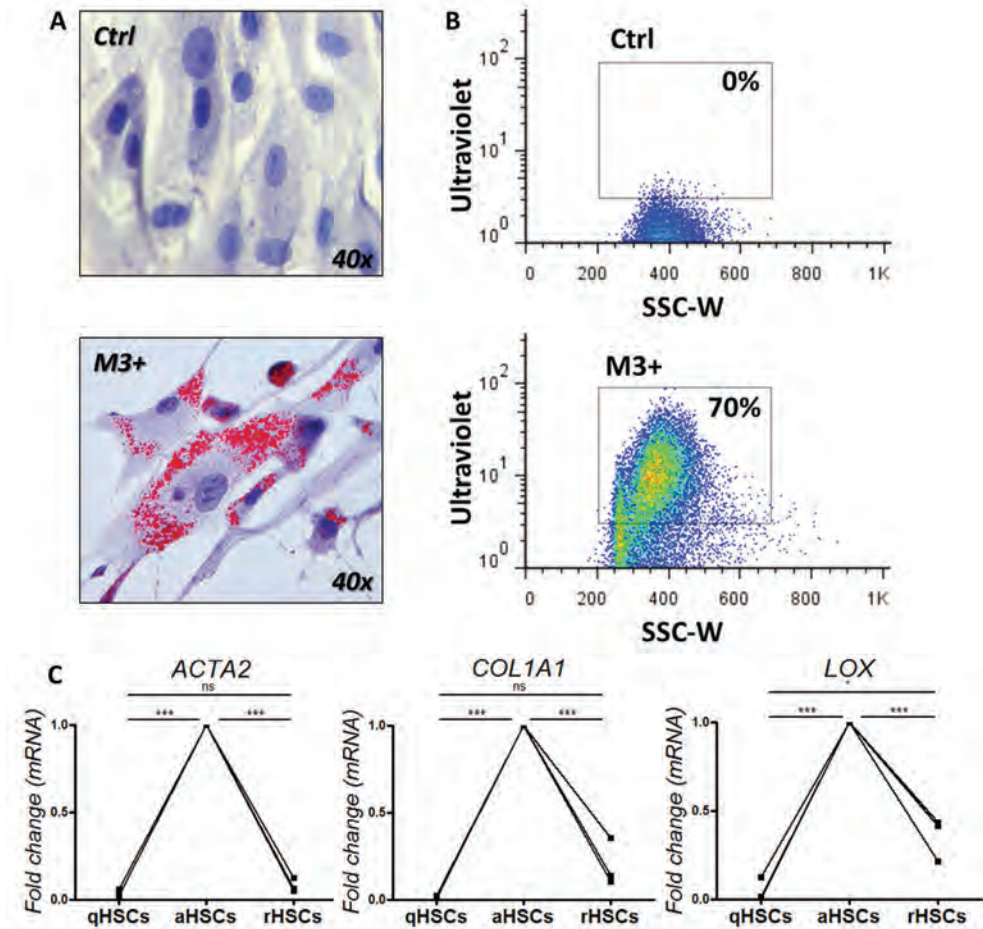 A
Ctrl
40x
M3+
40x
B
Ctrl
0%
Ultraviolet
10²
10¹
10⁰
0 200 400 600 800 1K
SSC-W
M3+
70%
Ultraviolet
10²
10¹
10⁰
0 200 400 600 800 1K
SSC-W
C
ACTA2
ns
*** ***
Fold change (mRNA)
1.0
0.5
0.0
qHSCs aHSCs rHSCs
COL1A1
ns
*** ***
Fold change (mRNA)
1.0
0.5
0.0
qHSCs aHSCs rHSCs
LOX
*
*** ***
Fold change (mRNA)
1.0
0.5
0.0
qHSCs aHSCs rHSCs